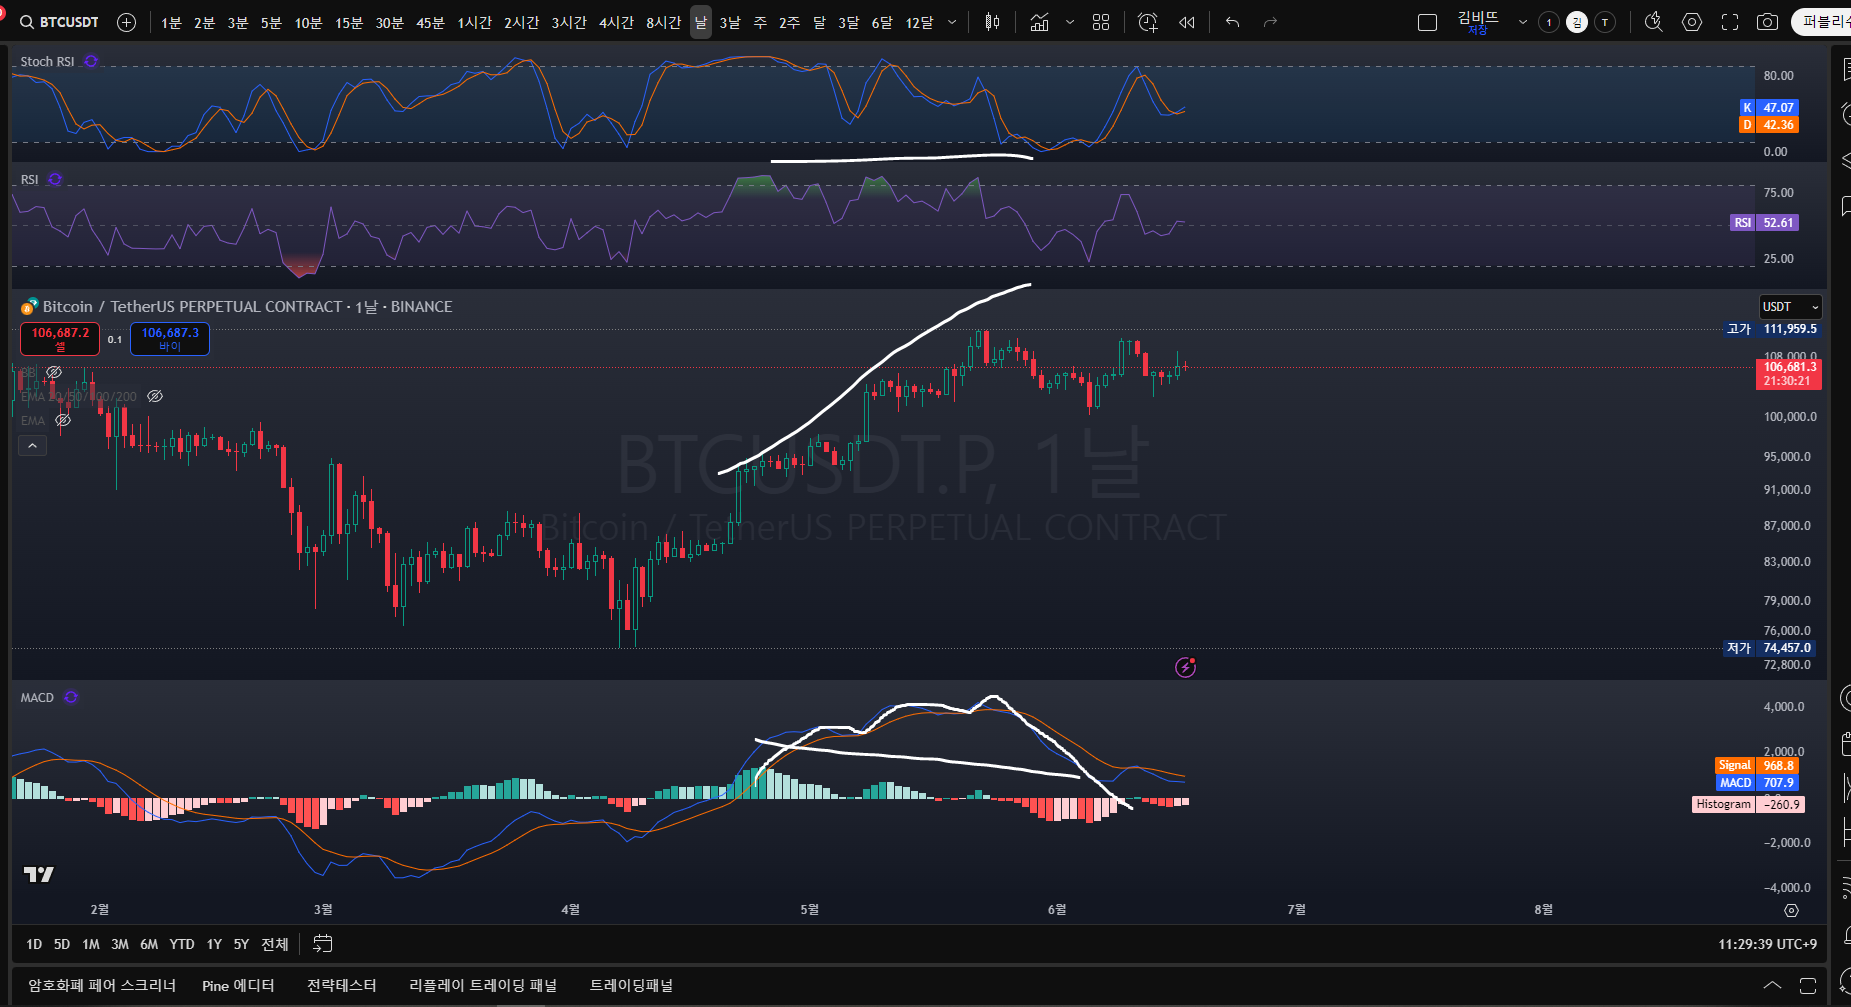 BTCUSDT 1분 2분 3분 5분 10분 15분 30분 45분 1시간 2시간 3시간 4시간 8시간 날 3날 주 2주 달 3달 6달 12달 김비뜨 저장 1 김 T 퍼블리쉬
Stoch RSI
80.00
K 47.07
D 42.36
0.00
RSI
75.00
RSI 52.61
25.00
Bitcoin / TetherUS PERPETUAL CONTRACT · 1날 · BINANCE
USDT
고가 111,959.5
106,687.2 셀
0.1
106,687.3 바이
108,000.0
106,681.3
21:30:21
BB
EMA 20/50/100/200
EMA
100,000.0
95,000.0
91,000.0
87,000.0
83,000.0
79,000.0
76,000.0
저가 74,457.0
72,800.0
BTCUSDT.P, 1날
Bitcoin / TetherUS PERPETUAL CONTRACT
MACD
4,000.0
2,000.0
Signal 968.8
MACD 707.9
Histogram −260.9
−2,000.0
−4,000.0
2월 3월 4월 5월 6월 7월 8월
1D 5D 1M 3M 6M YTD 1Y 5Y 전체
11:29:39 UTC+9
암호화폐 페어 스크리너 Pine 에디터 전략테스터 리플레이 트레이딩 패널 트레이딩패널